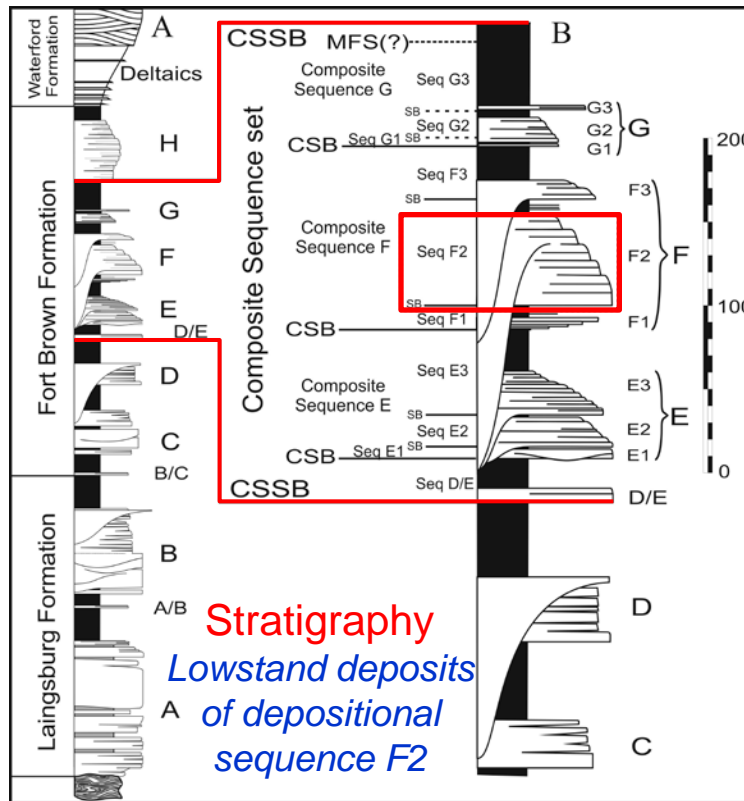 A
Waterford
Formation
Deltaics
H
Fort Brown Formation
G
F
E
D/E
D
C
B/C
Laingsburg Formation
B
A/B
A
CSSB
MFS(?)
B
Composite Sequence set
Composite
Sequence G
Seq G3
SB
Seq G2
SB
Seq G1
CSB
G3
G2
G1
G
Seq F3
SB
Composite
Sequence F
Seq F2
SB
Seq F1
CSB
F3
F2
F1
F
Seq E3
Composite
Sequence E
SB
Seq E2
SB
Seq E1
CSB
E3
E2
E1
E
Seq D/E
CSSB
D/E
D
C
200
100
0
Stratigraphy
Lowstand deposits
of depositional
sequence F2